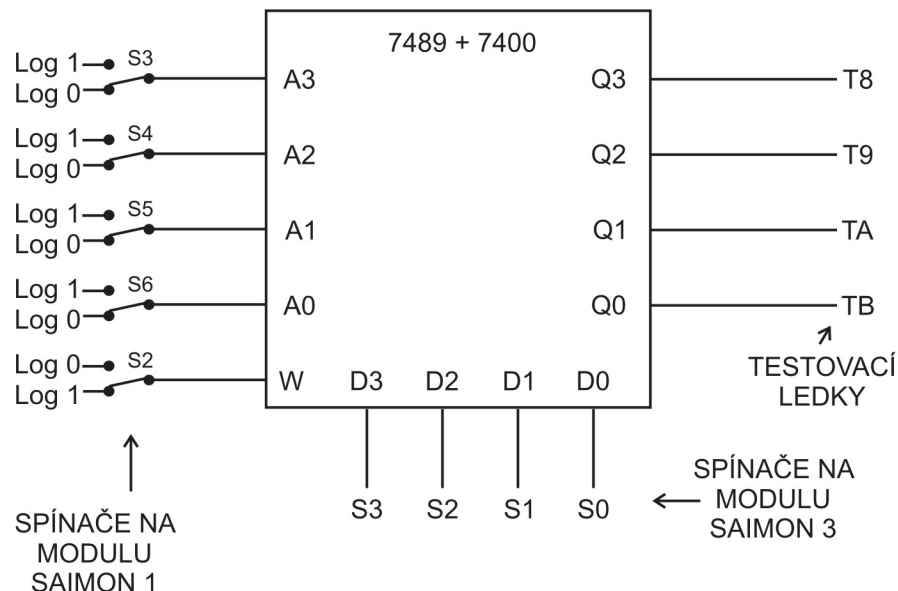 7489 + 7400
Log 1 S3
Log 0 A3 Q3 T8
Log 1 S4
Log 0 A2 Q2 T9
Log 1 S5
Log 0 A1 Q1 TA
Log 1 S6
Log 0 A0 Q0 TB
Log 0 S2
Log 1 W D3 D2 D1 D0
TESTOVACÍ
LEDKY
S3 S2 S1 S0
SPÍNAČE NA
MODULU
SAIMON 3
SPÍNAČE NA
MODULU
SAIMON 1